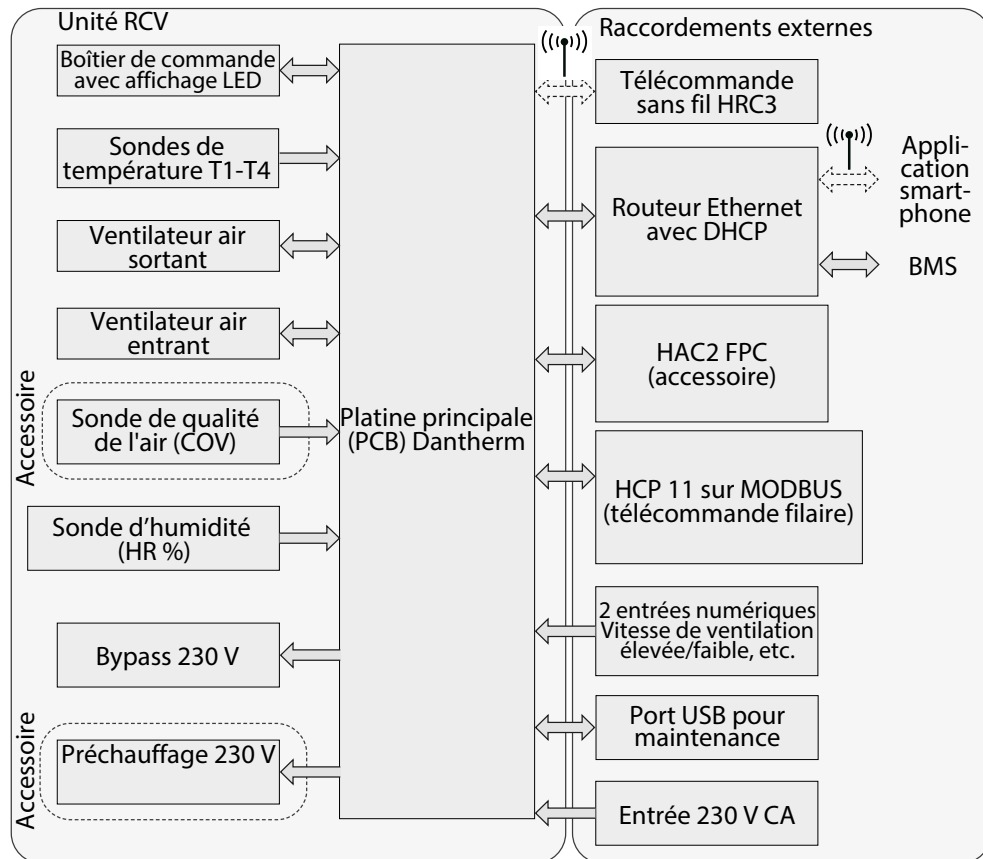 Unité RCV
Boîtier de commande
avec affichage LED
Sondes de
température T1-T4
Ventilateur air
sortant
Ventilateur air
entrant
Accessoire
Sonde de qualité
de l'air (COV)
Sonde d’humidité
(HR %)
Bypass 230 V
Accessoire
Préchauffage 230 V
Platine principale
(PCB) Dantherm
Raccordements externes
Télécommande
sans fil HRC3
Routeur Ethernet
avec DHCP
Appli-
cation
smart-
phone
BMS
HAC2 FPC
(accessoire)
HCP 11 sur MODBUS
(télécommande filaire)
2 entrées numériques
Vitesse de ventilation
élevée/faible, etc.
Port USB pour
maintenance
Entrée 230 V CA